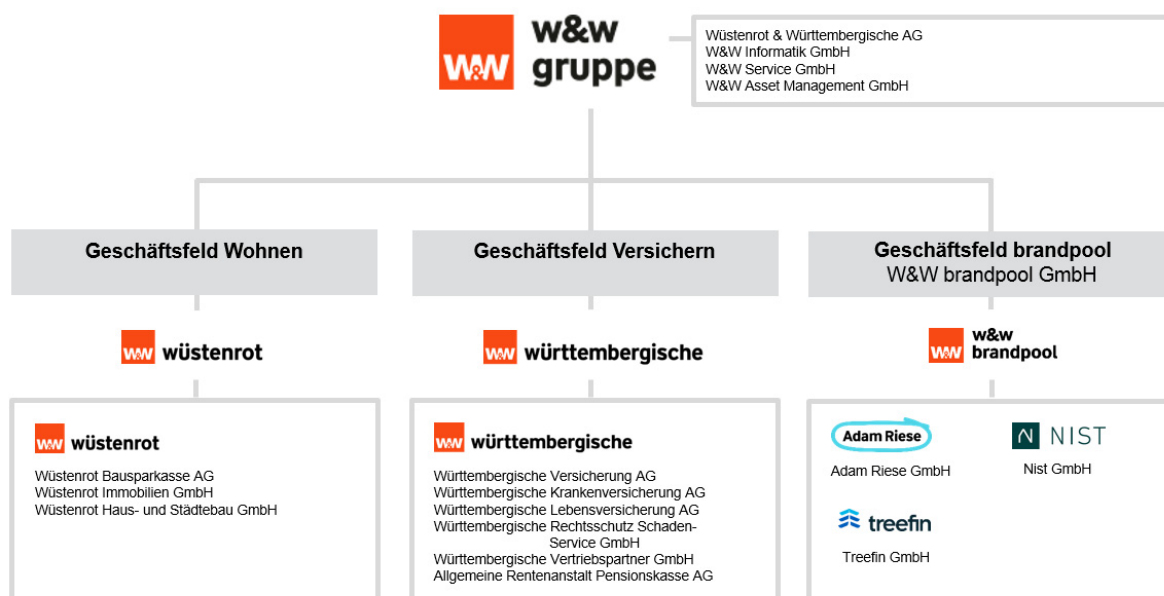 W&W
w&w
gruppe
Wüstenrot & Württembergische AG
W&W Informatik GmbH
W&W Service GmbH
W&W Asset Management GmbH
Geschäftsfeld Wohnen
Geschäftsfeld Versichern
Geschäftsfeld brandpool
W&W brandpool GmbH
W&W wüstenrot
W&W württembergische
W&W w&w
brandpool
W&W wüstenrot
Wüstenrot Bausparkasse AG
Wüstenrot Immobilien GmbH
Wüstenrot Haus- und Städtebau GmbH
W&W württembergische
Württembergische Versicherung AG
Württembergische Krankenversicherung AG
Württembergische Lebensversicherung AG
Württembergische Rechtsschutz Schaden-
Service GmbH
Württembergische Vertriebspartner GmbH
Allgemeine Rentenanstalt Pensionskasse AG
Adam Riese
Adam Riese GmbH
N NIST
Nist GmbH
treefin
Treefin GmbH